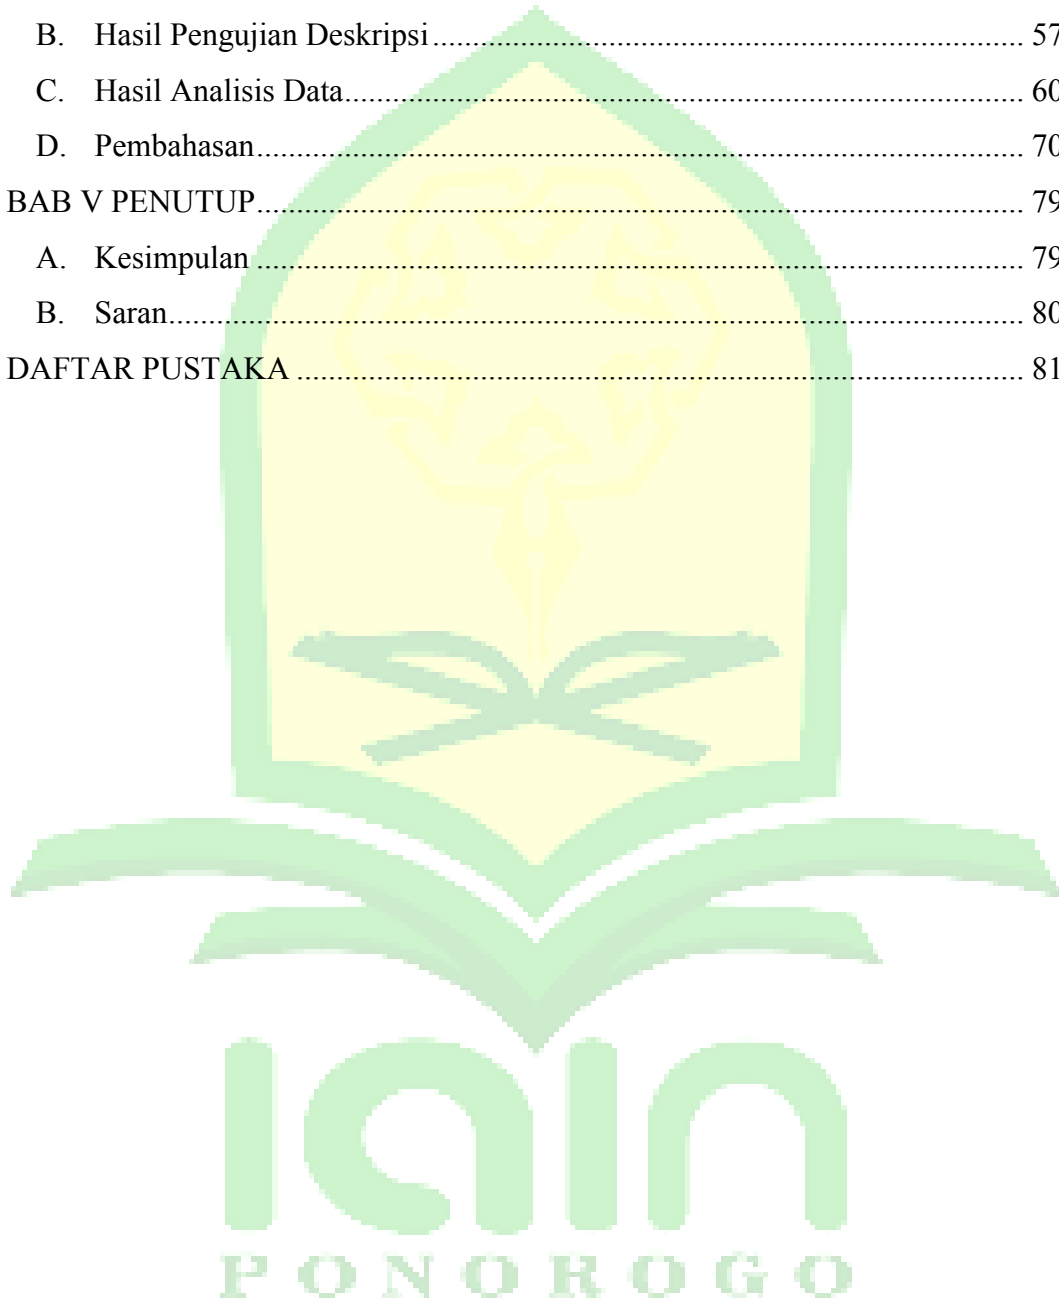 B. Hasil Pengujian Deskripsi........................................................................ 57
C. Hasil Analisis Data................................................................................... 60
D. Pembahasan.............................................................................................. 70
BAB V PENUTUP............................................................................................. 79
A. Kesimpulan .............................................................................................. 79
B. Saran......................................................................................................... 80
DAFTAR PUSTAKA ........................................................................................ 81
iain
PONOROGO